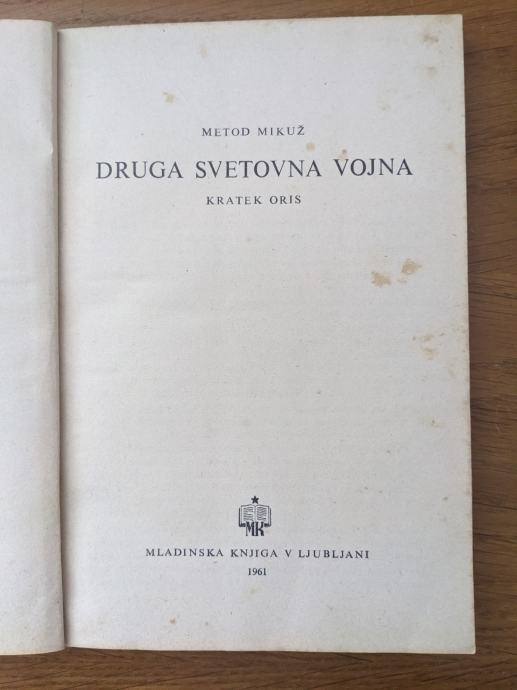 METOD MIKUŽ
DRUGA SVETOVNA VOJNA
KRATEK ORIS
MK
MLADINSKA KNJIGA V LJUBLJANI
1961